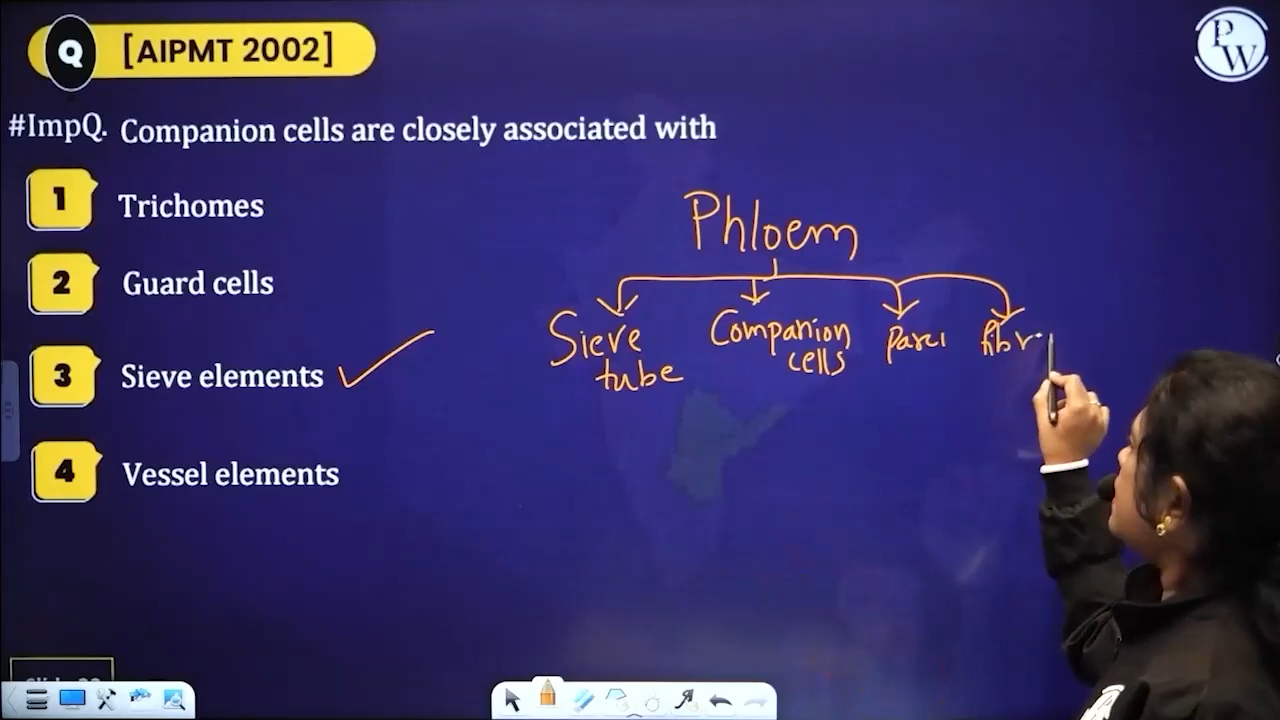 Q [AIPMT 2002]
PW
#ImpQ. Companion cells are closely associated with
1 Trichomes
2 Guard cells
3 Sieve elements
4 Vessel elements
Phloem
Sieve tube
Companion cells
fibr